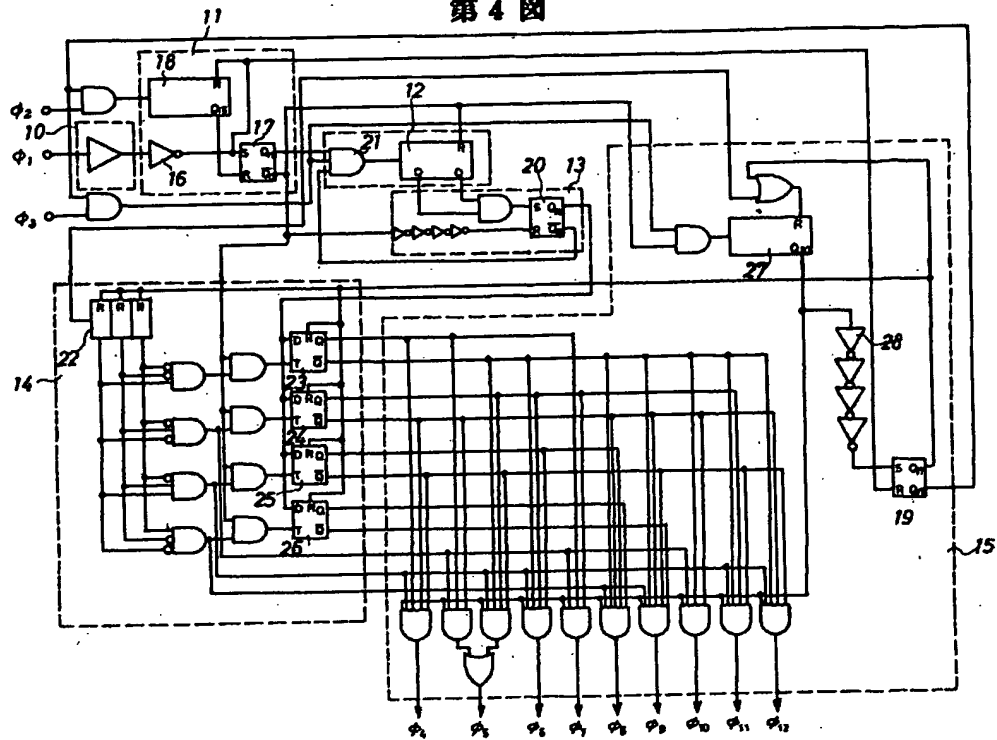 第4図
11
18
R
Qn
φ₂
10
φ₁
16
17
S Q
R Q̅
φ₃
21
12
R
Q Q
20
13
S Q
R Q̅
R
Q
27
28
S Q
R Q
19
15
R R R
22
14
D R Q
T Q̅
23
D R Q
T Q̅
24
D R Q
T Q̅
25
D R Q
T Q̅
26
φ₄ φ₅ φ₆ φ₇ φ₈ φ₉ φ₁₀ φ₁₁ φ₁₂